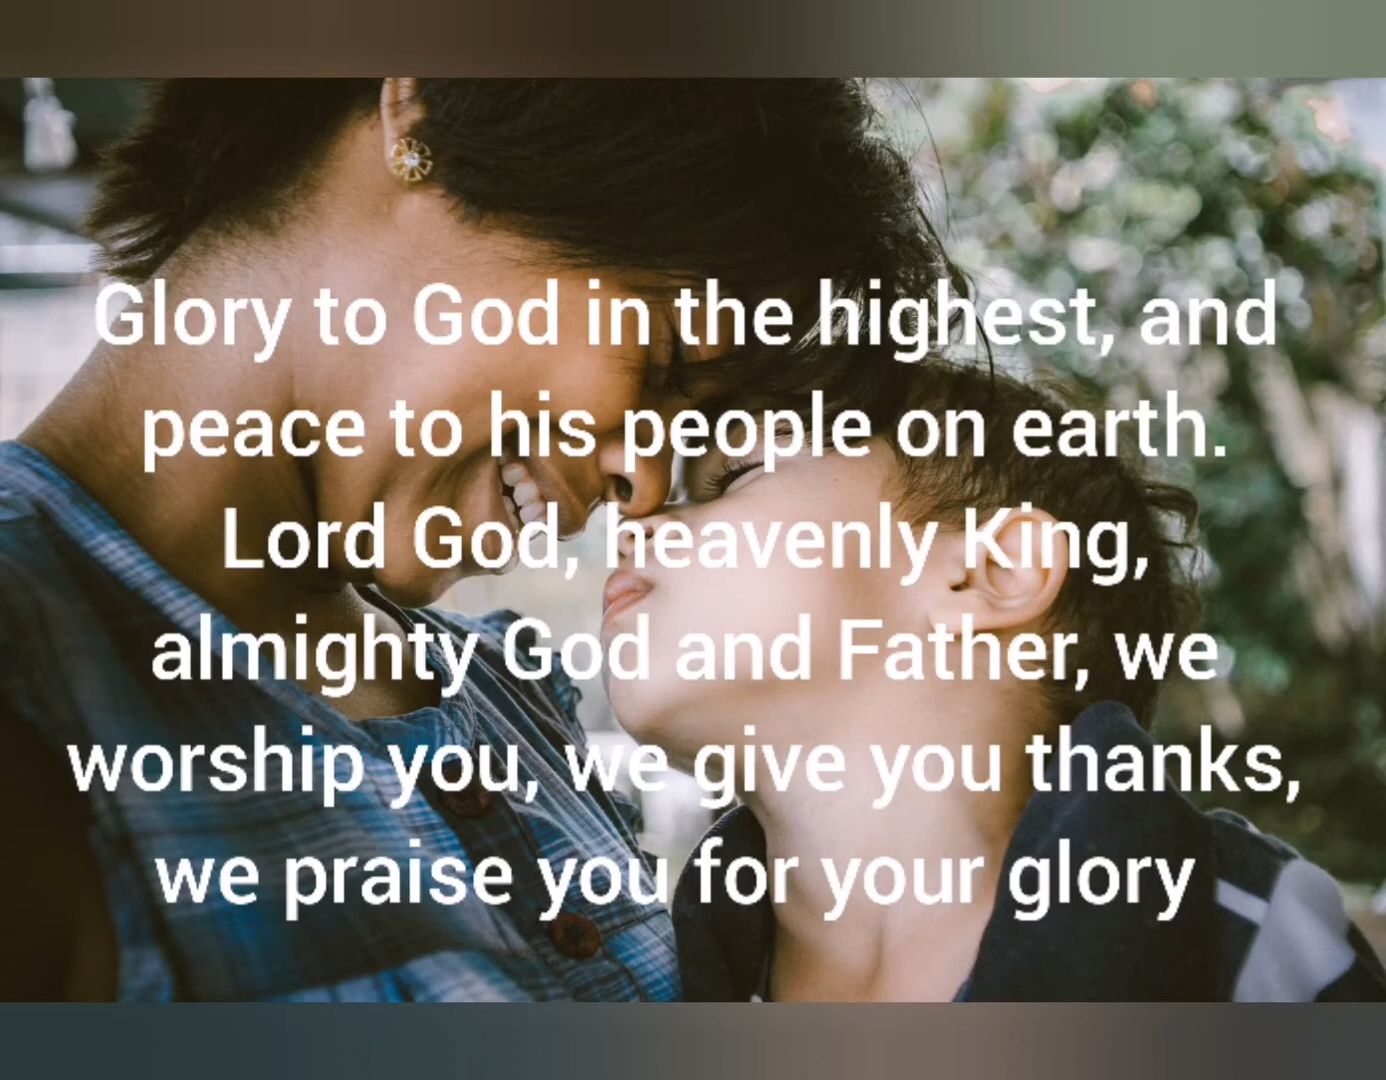 Glory to God in the highest, and
peace to his people on earth.
Lord God, heavenly King,
almighty God and Father, we
worship you, we give you thanks,
we praise you for your glory